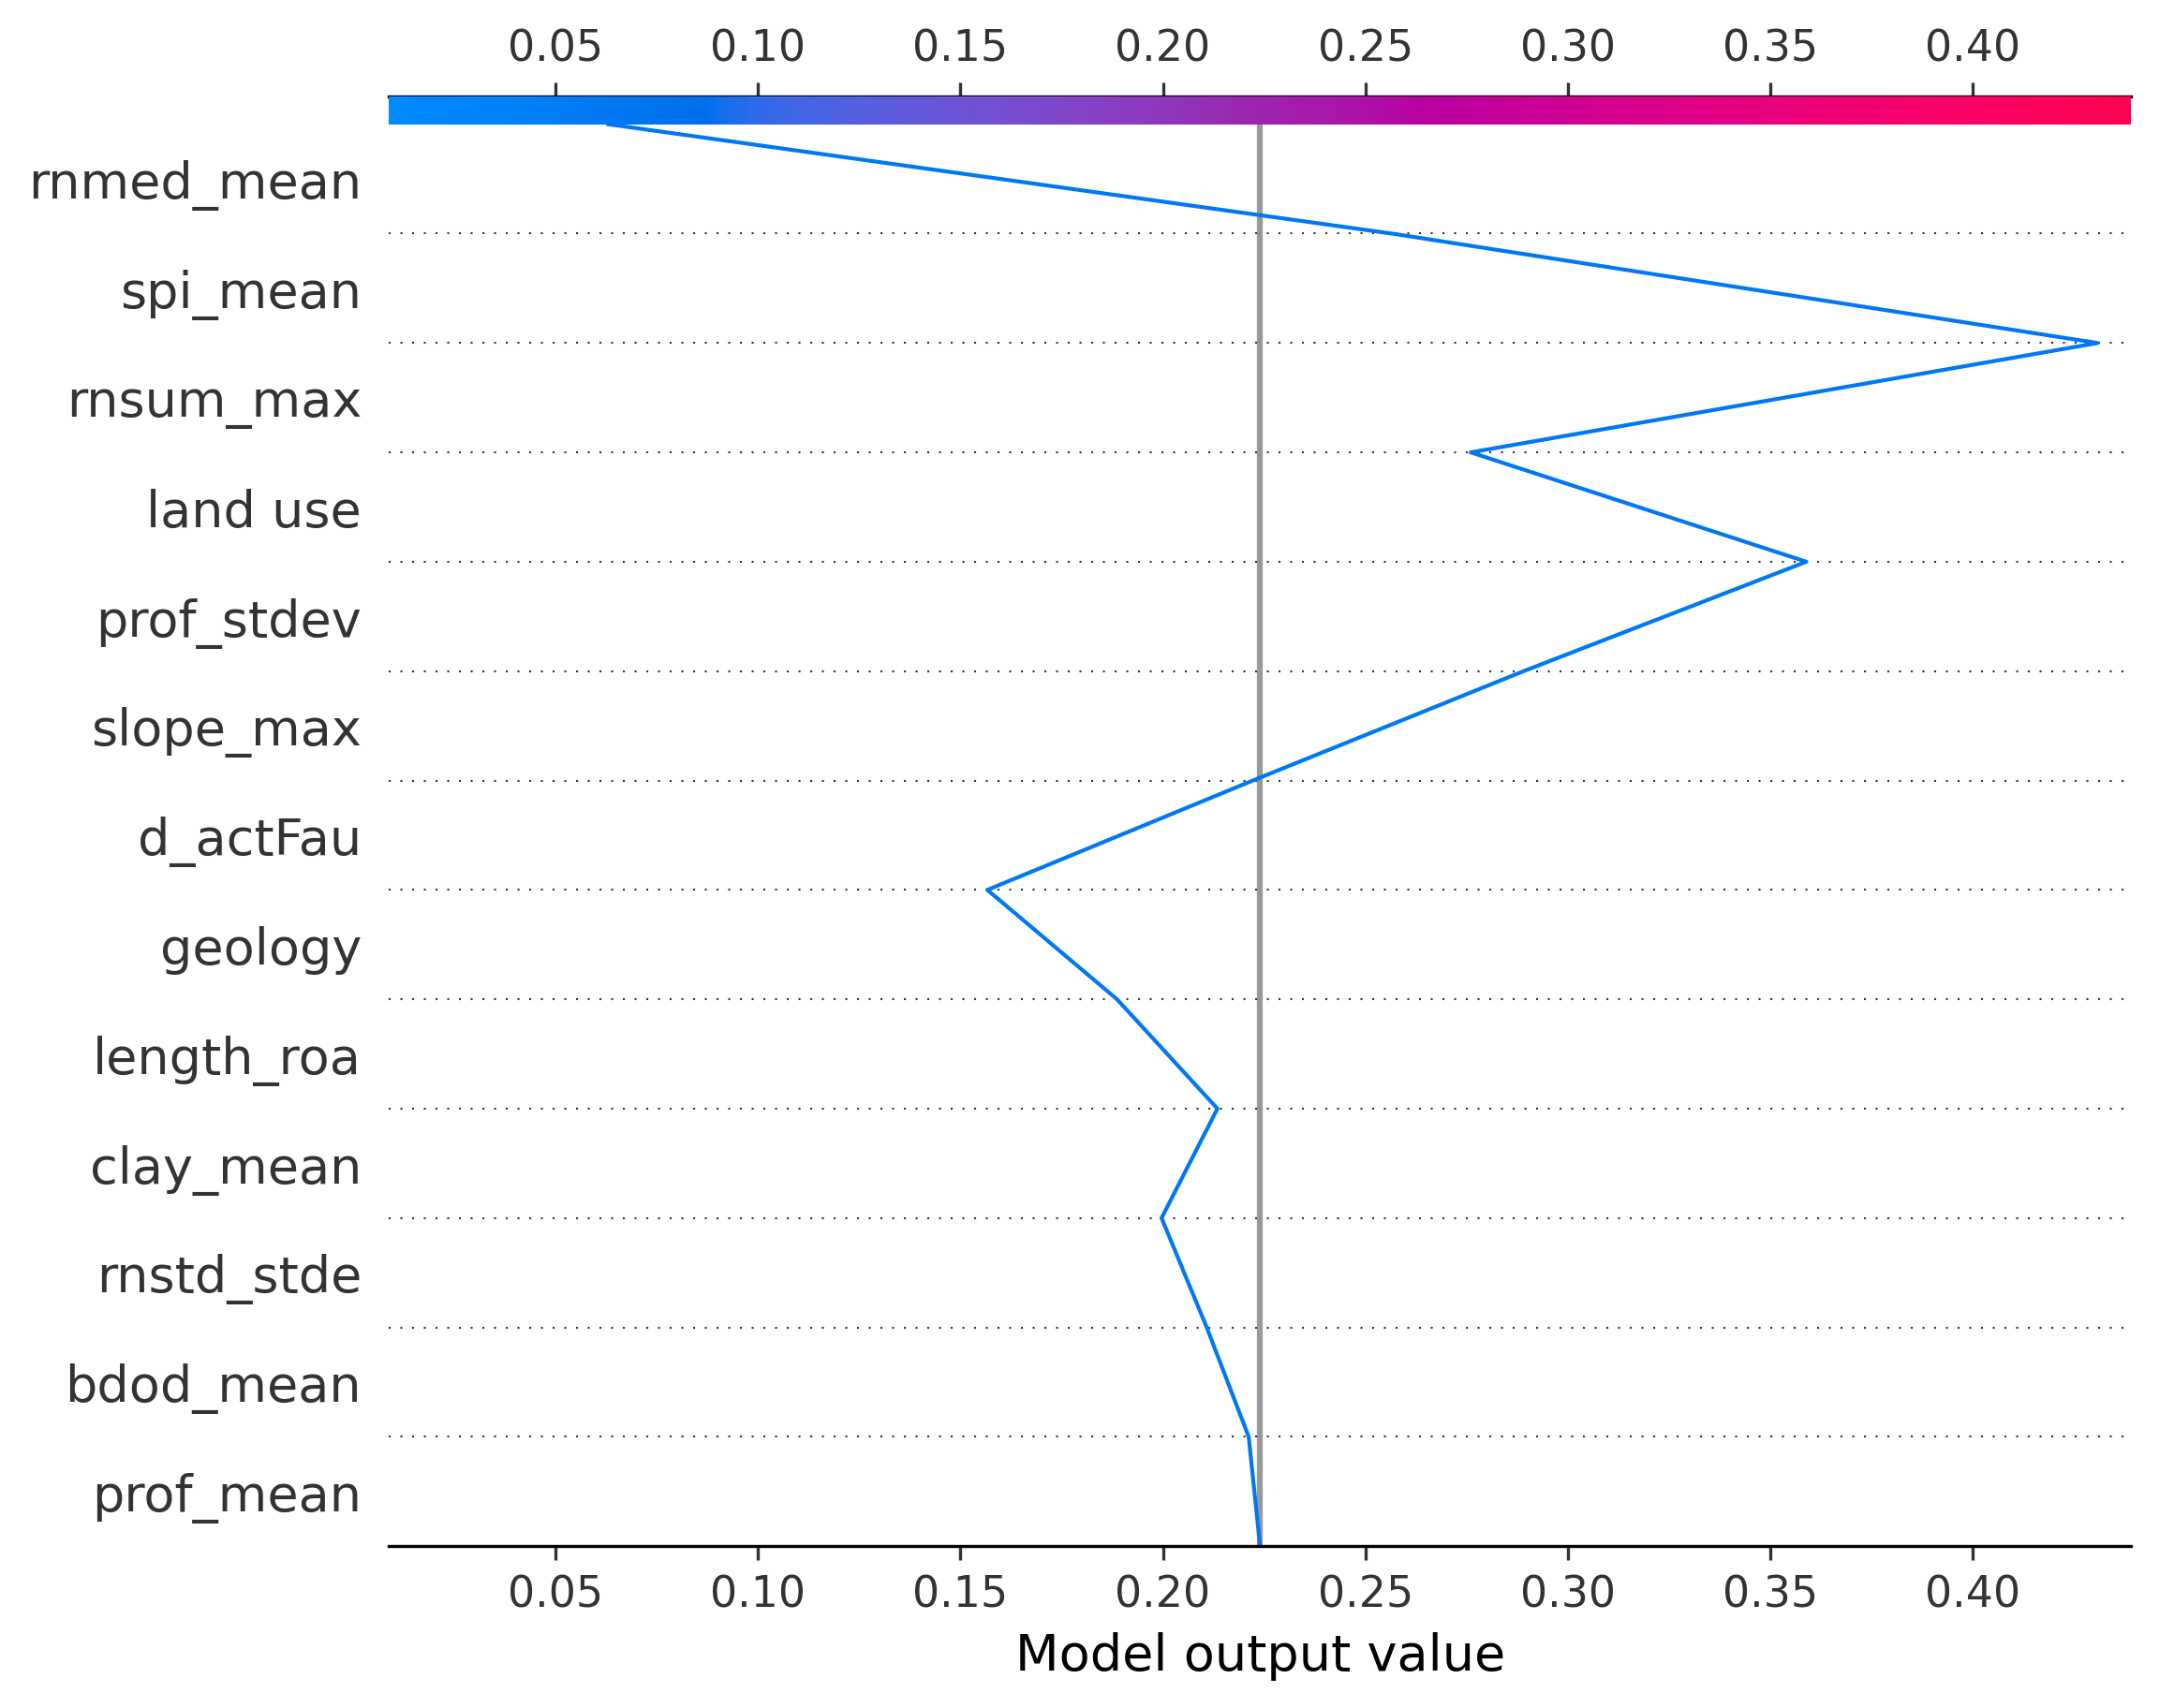 0.05 0.10 0.15 0.20 0.25 0.30 0.35 0.40
rnmed_mean
spi_mean
rnsum_max
land use
prof_stdev
slope_max
d_actFau
geology
length_roa
clay_mean
rnstd_stde
bdod_mean
prof_mean
0.05 0.10 0.15 0.20 0.25 0.30 0.35 0.40
Model output value